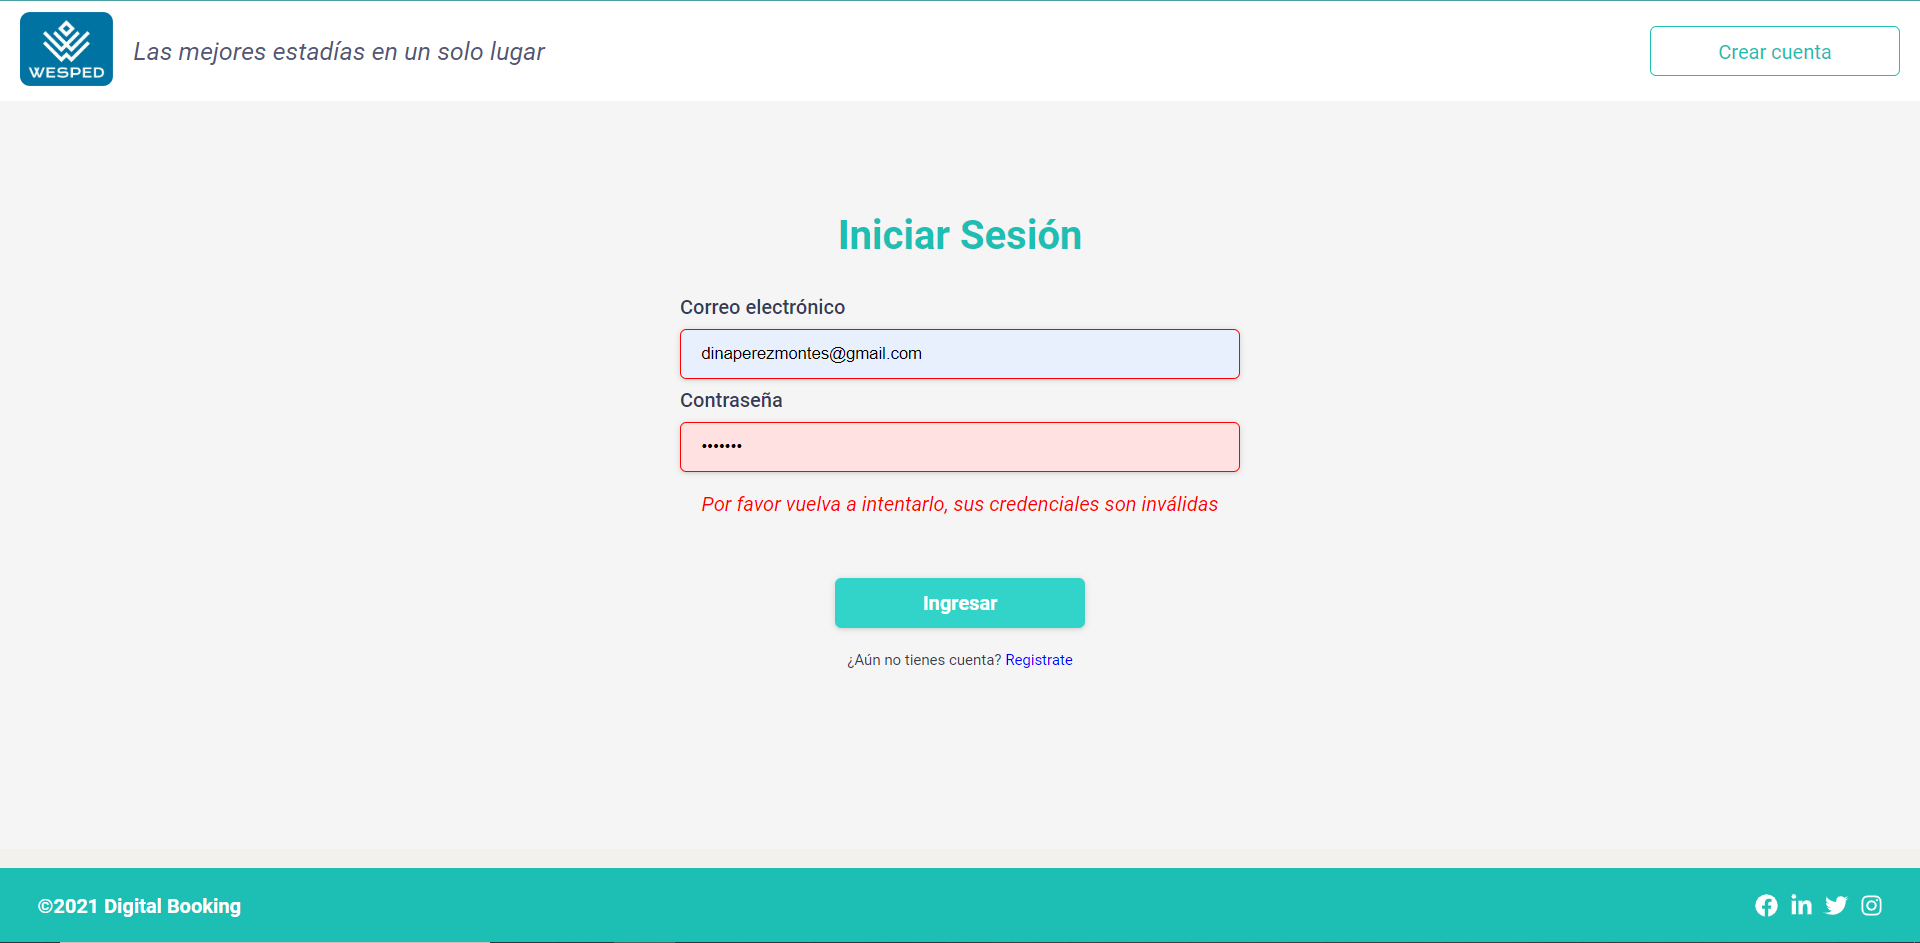 WESPED
Las mejores estadías en un solo lugar
Crear cuenta
Iniciar Sesión
Correo electrónico
dinaperezmontes@gmail.com
Contraseña
•••••••
Por favor vuelva a intentarlo, sus credenciales son inválidas
Ingresar
¿Aún no tienes cuenta? Registrate
©2021 Digital Booking